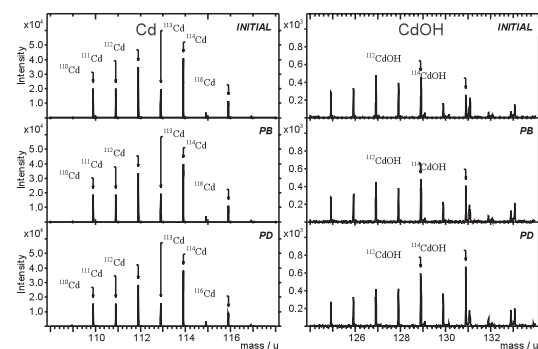 Cd
INITIAL
x10⁴
Intensity
5.0
4.0
3.0
2.0
1.0
¹¹⁰Cd
¹¹¹Cd
¹¹²Cd
¹¹³Cd
¹¹⁴Cd
¹¹⁶Cd
PB
x10⁴
Intensity
5.0
4.0
3.0
2.0
1.0
¹¹⁰Cd
¹¹¹Cd
¹¹²Cd
¹¹³Cd
¹¹⁴Cd
¹¹⁶Cd
PD
x10⁴
Intensity
5.0
4.0
3.0
2.0
1.0
¹¹⁰Cd
¹¹¹Cd
¹¹²Cd
¹¹³Cd
¹¹⁴Cd
¹¹⁶Cd
110 112 114 116
mass / u
CdOH
INITIAL
x10³
0.8
0.6
0.4
0.2
¹¹²CdOH
¹¹⁴CdOH
PB
x10³
0.8
0.6
0.4
0.2
¹¹²CdOH
¹¹⁴CdOH
PD
x10³
0.8
0.6
0.4
0.2
¹¹²CdOH
¹¹⁴CdOH
126 128 130 132
mass / u